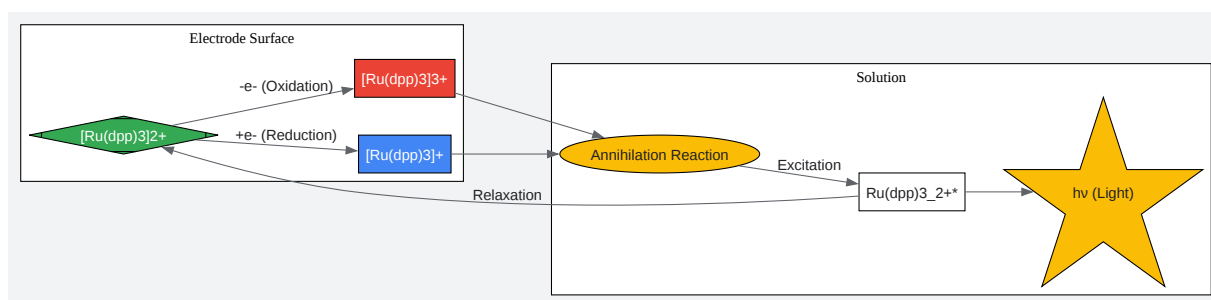 Electrode Surface
[Ru(dpp)3]2+
-e- (Oxidation)
+e- (Reduction)
[Ru(dpp)3]3+
[Ru(dpp)3]+
Relaxation
Solution
Annihilation Reaction
Excitation
Ru(dpp)3_2+*
hν (Light)